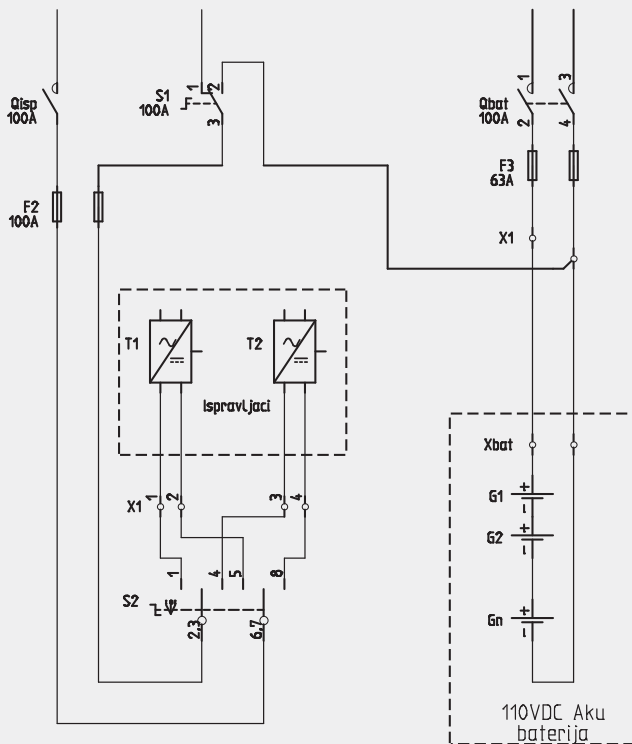 1
2
S1
100A
3
Qisp
100A
1
3
Qbat
100A
2
4
F3
63A
F2
100A
X1
T1
T2
Ispravljaci
Xbat
X1
1
2
3
4
G1
+
-
G2
+
-
1
4
5
8
S2
2,3
6,7
Gn
+
-
110VDC Aku
baterija